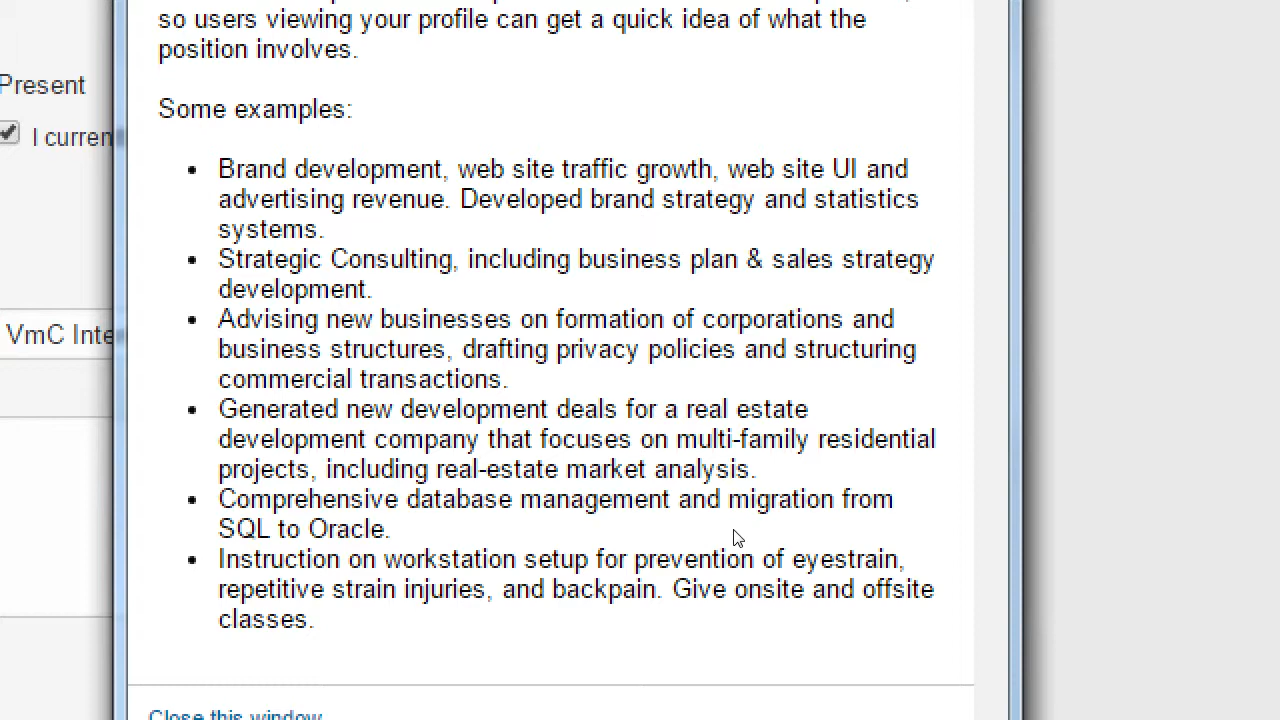 so users viewing your profile can get a quick idea of what the
position involves.
Present
Some examples:
I curren
• Brand development, web site traffic growth, web site UI and
advertising revenue. Developed brand strategy and statistics
systems.
• Strategic Consulting, including business plan & sales strategy
development.
• Advising new businesses on formation of corporations and
VmC Inte
business structures, drafting privacy policies and structuring
commercial transactions.
• Generated new development deals for a real estate
development company that focuses on multi-family residential
projects, including real-estate market analysis.
• Comprehensive database management and migration from
SQL to Oracle.
• Instruction on workstation setup for prevention of eyestrain,
repetitive strain injuries, and backpain. Give onsite and offsite
classes.
Close this window